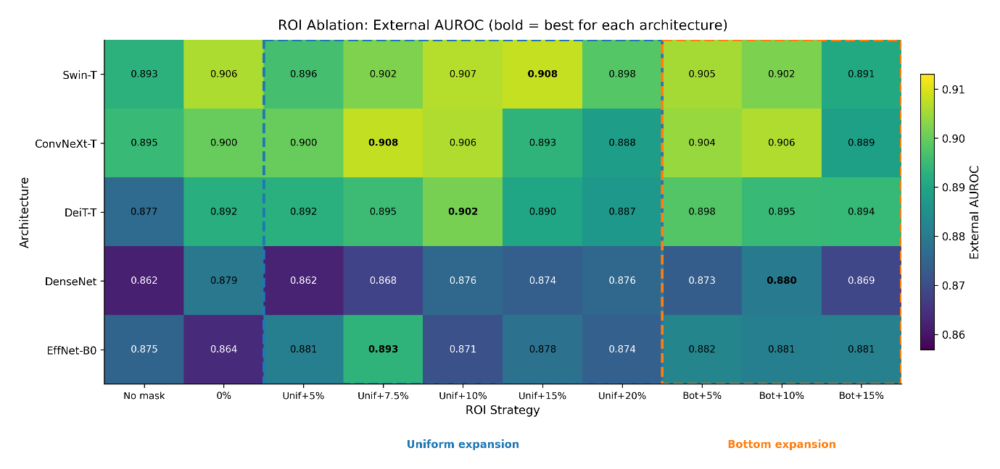 ROI Ablation: External AUROC (bold = best for each architecture)
Swin-T 0.893 0.906 0.896 0.902 0.907 0.908 0.898 0.905 0.902 0.891
ConvNeXt-T 0.895 0.900 0.900 0.908 0.906 0.893 0.888 0.904 0.906 0.889
DeiT-T 0.877 0.892 0.892 0.895 0.902 0.890 0.887 0.898 0.895 0.894
DenseNet 0.862 0.879 0.862 0.868 0.876 0.874 0.876 0.873 0.880 0.869
EffNet-B0 0.875 0.864 0.881 0.893 0.871 0.878 0.874 0.882 0.881 0.881
Architecture
No mask 0% Unif+5% Unif+7.5% Unif+10% Unif+15% Unif+20% Bot+5% Bot+10% Bot+15%
ROI Strategy
Uniform expansion Bottom expansion
0.91
0.90
0.89
0.88
0.87
0.86
External AUROC